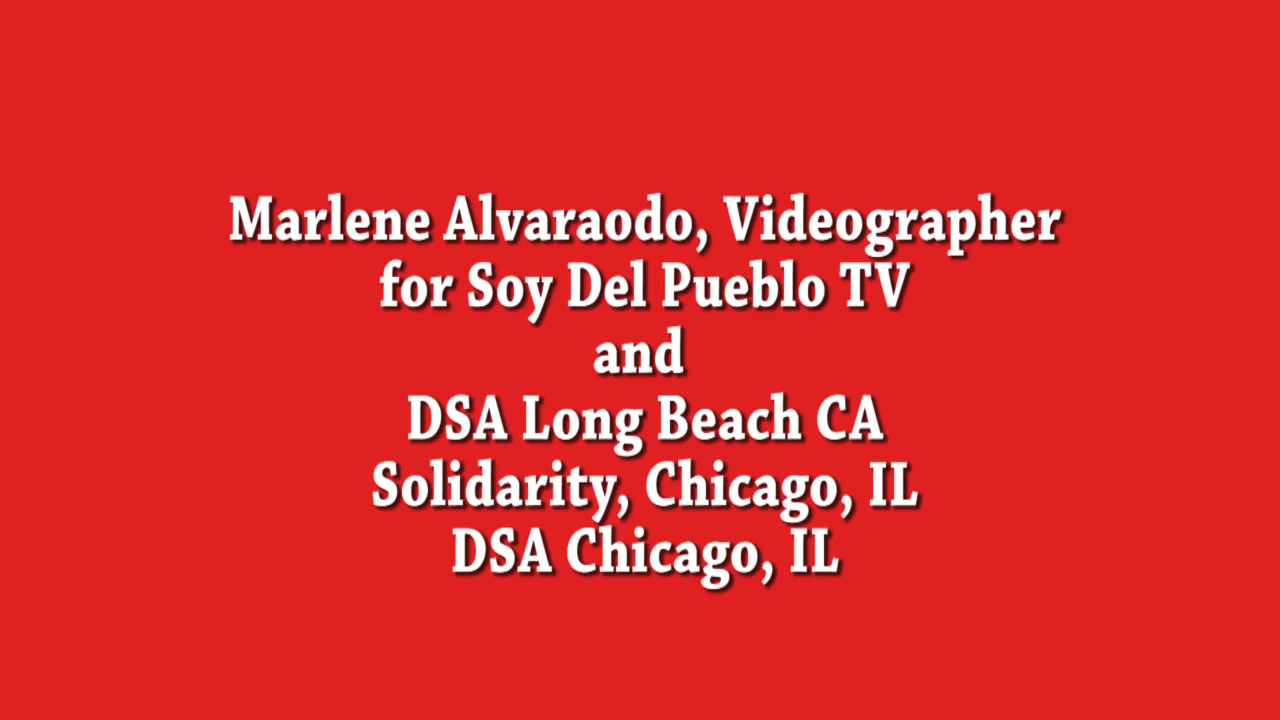 Marlene Alvaraodo, Videographer
for Soy Del Pueblo TV
and
DSA Long Beach CA
Solidarity, Chicago, IL
DSA Chicago, IL